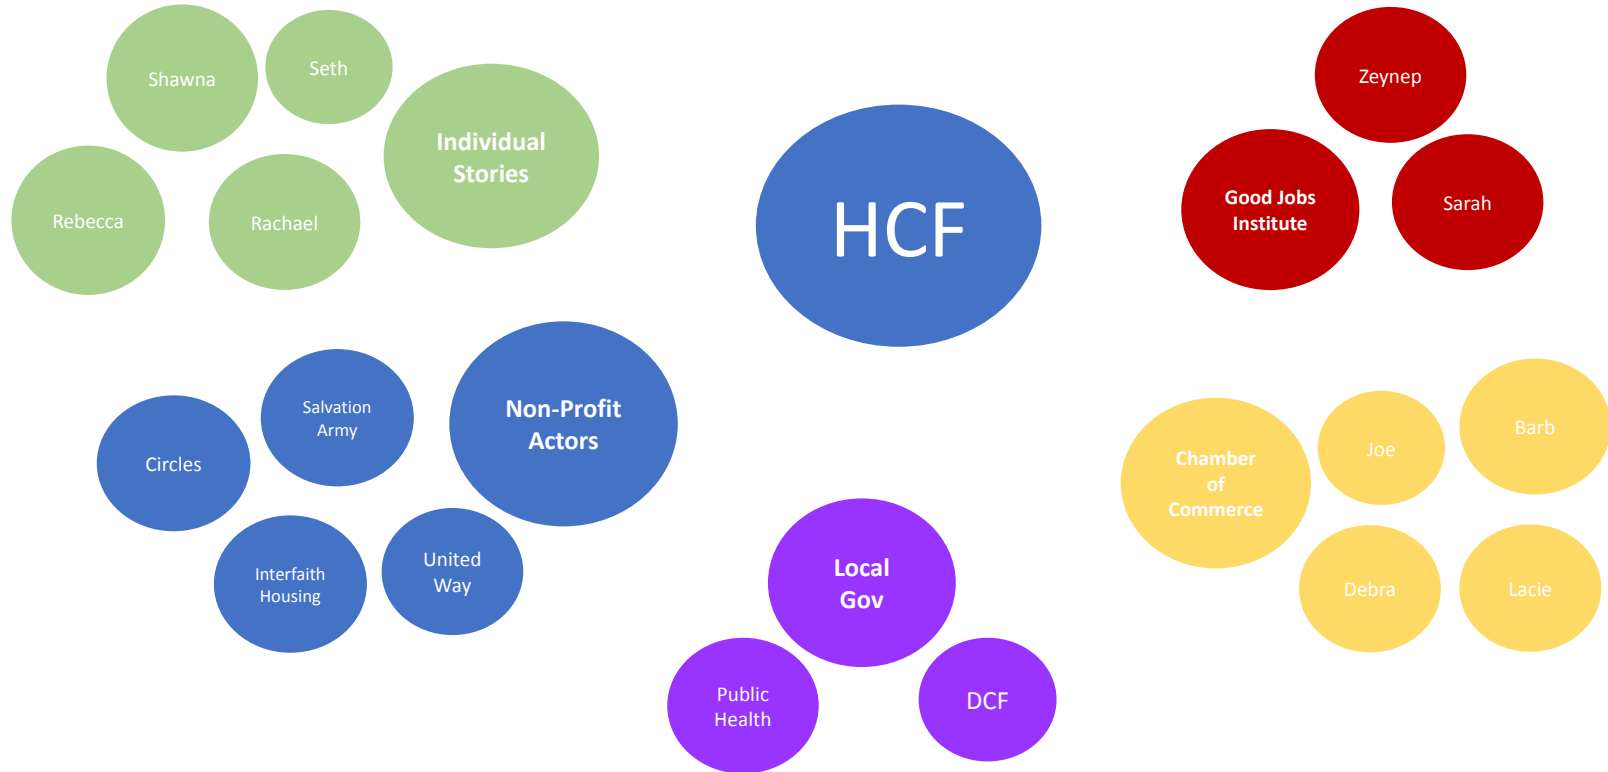 Shawna
Seth
Individual
Stories
Rebecca
Rachael
HCF
Zeynep
Good Jobs
Institute
Sarah
Non-Profit
Actors
Salvation
Army
Circles
Interfaith
Housing
United
Way
Local
Gov
Public
Health
DCF
Chamber
of
Commerce
Joe
Barb
Debra
Lacie